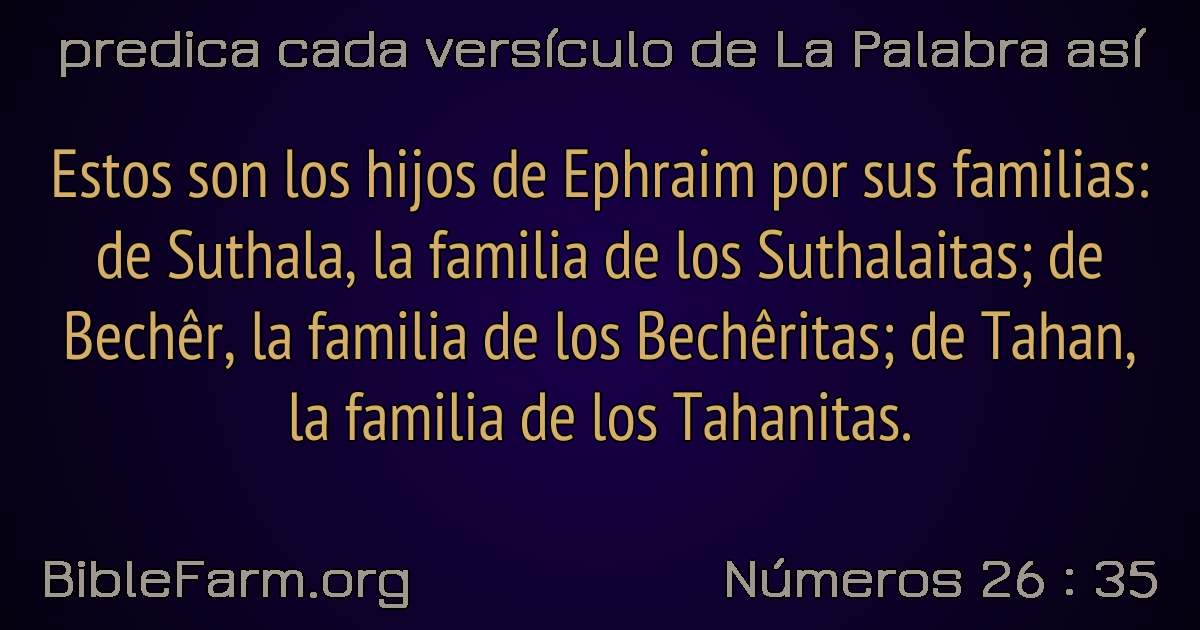 predica cada versículo de La Palabra así
Estos son los hijos de Ephraim por sus familias:
de Suthala, la familia de los Suthalaitas; de
Bechêr, la familia de los Bechêritas; de Tahan,
la familia de los Tahanitas.
BibleFarm.org
Números 26 : 35